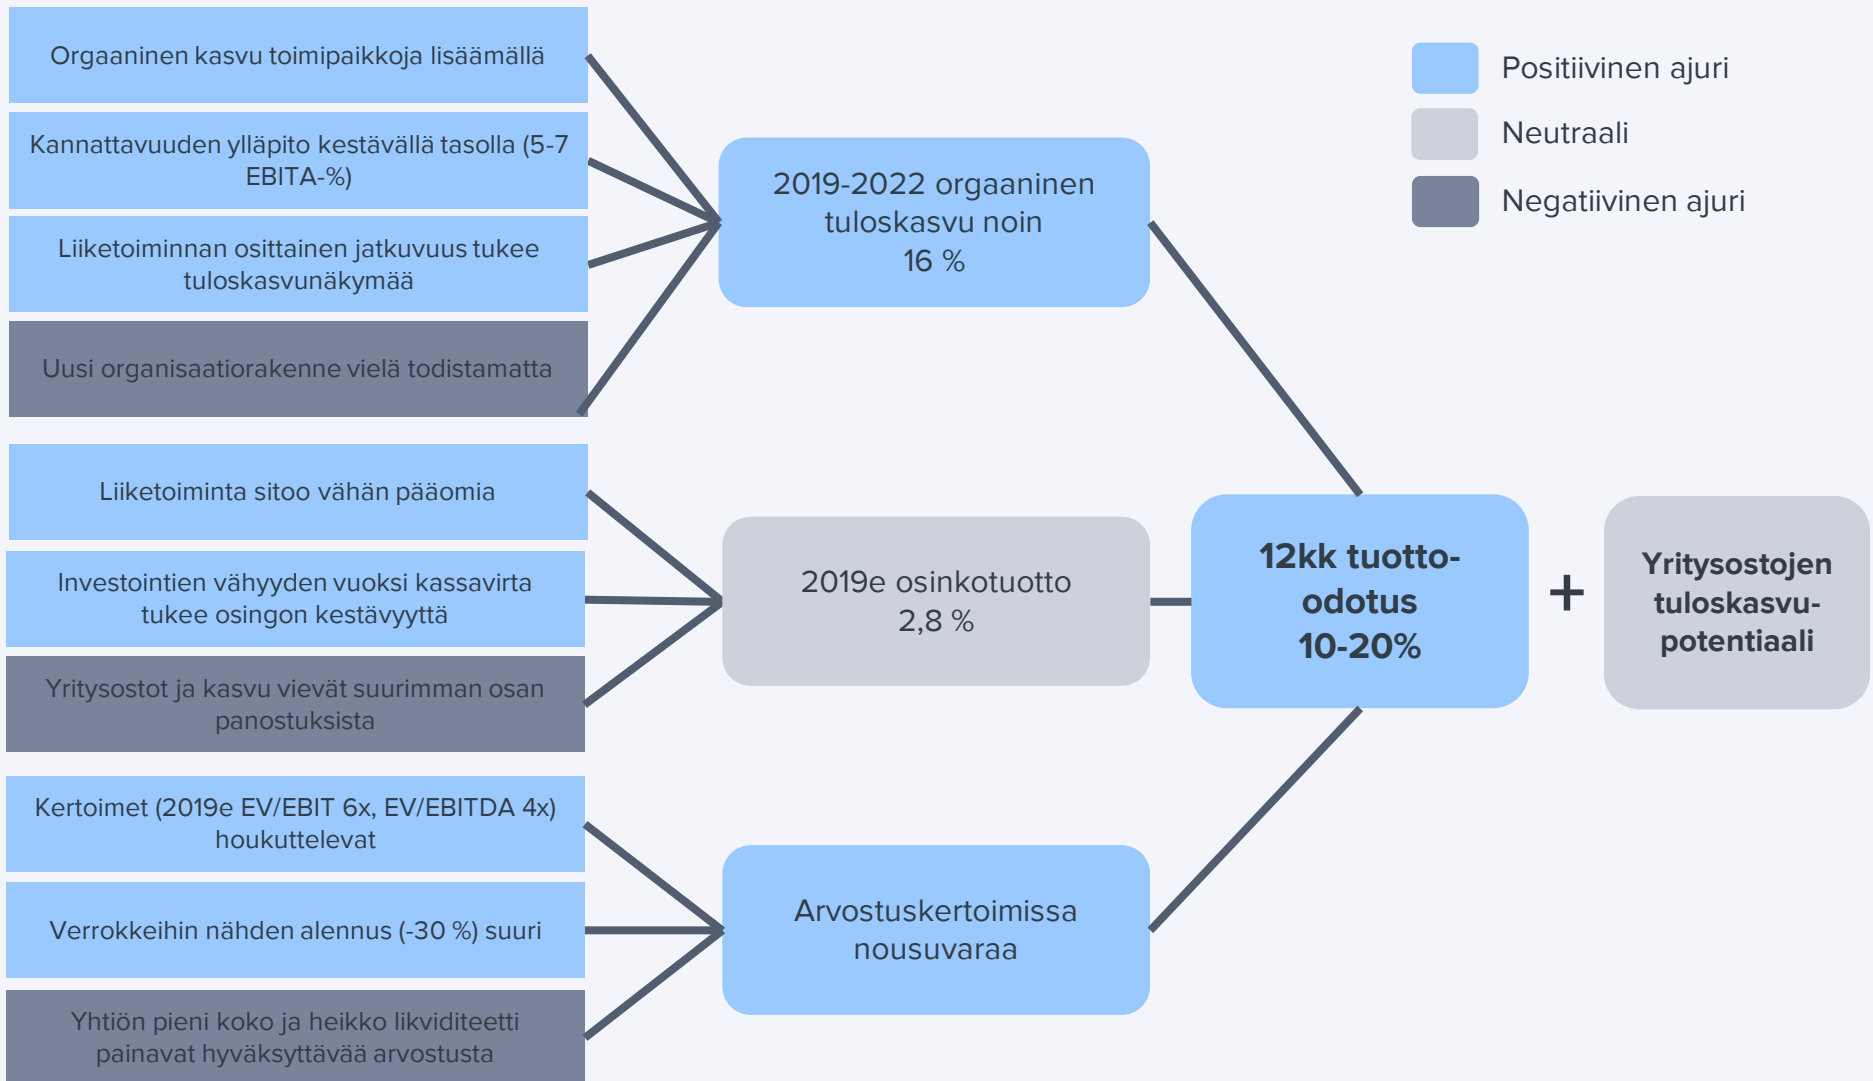 Orgaaninen kasvu toimipaikkoja lisäämällä
Kannattavuuden ylläpito kestävällä tasolla (5-7
EBITA-%)
Liiketoiminnan osittainen jatkuvuus tukee
tuloskasvunäkymää
Uusi organisaatiorakenne vielä todistamatta
2019-2022 orgaaninen
tuloskasvu noin
16 %
Positiivinen ajuri
Neutraali
Negatiivinen ajuri
Liiketoiminta sitoo vähän pääomia
Investointien vähyyden vuoksi kassavirta
tukee osingon kestävyyttä
Yritysostot ja kasvu vievät suurimman osan
panostuksista
2019e osinkotuotto
2,8 %
12kk tuotto-
odotus
10-20%
+
Yritysostojen
tuloskasvu-
potentiaali
Kertoimet (2019e EV/EBIT 6x, EV/EBITDA 4x)
houkuttelevat
Verrokkeihin nähden alennus (-30 %) suuri
Yhtiön pieni koko ja heikko likviditeetti
painavat hyväksyttävää arvostusta
Arvostuskertoimissa
nousuvaraa